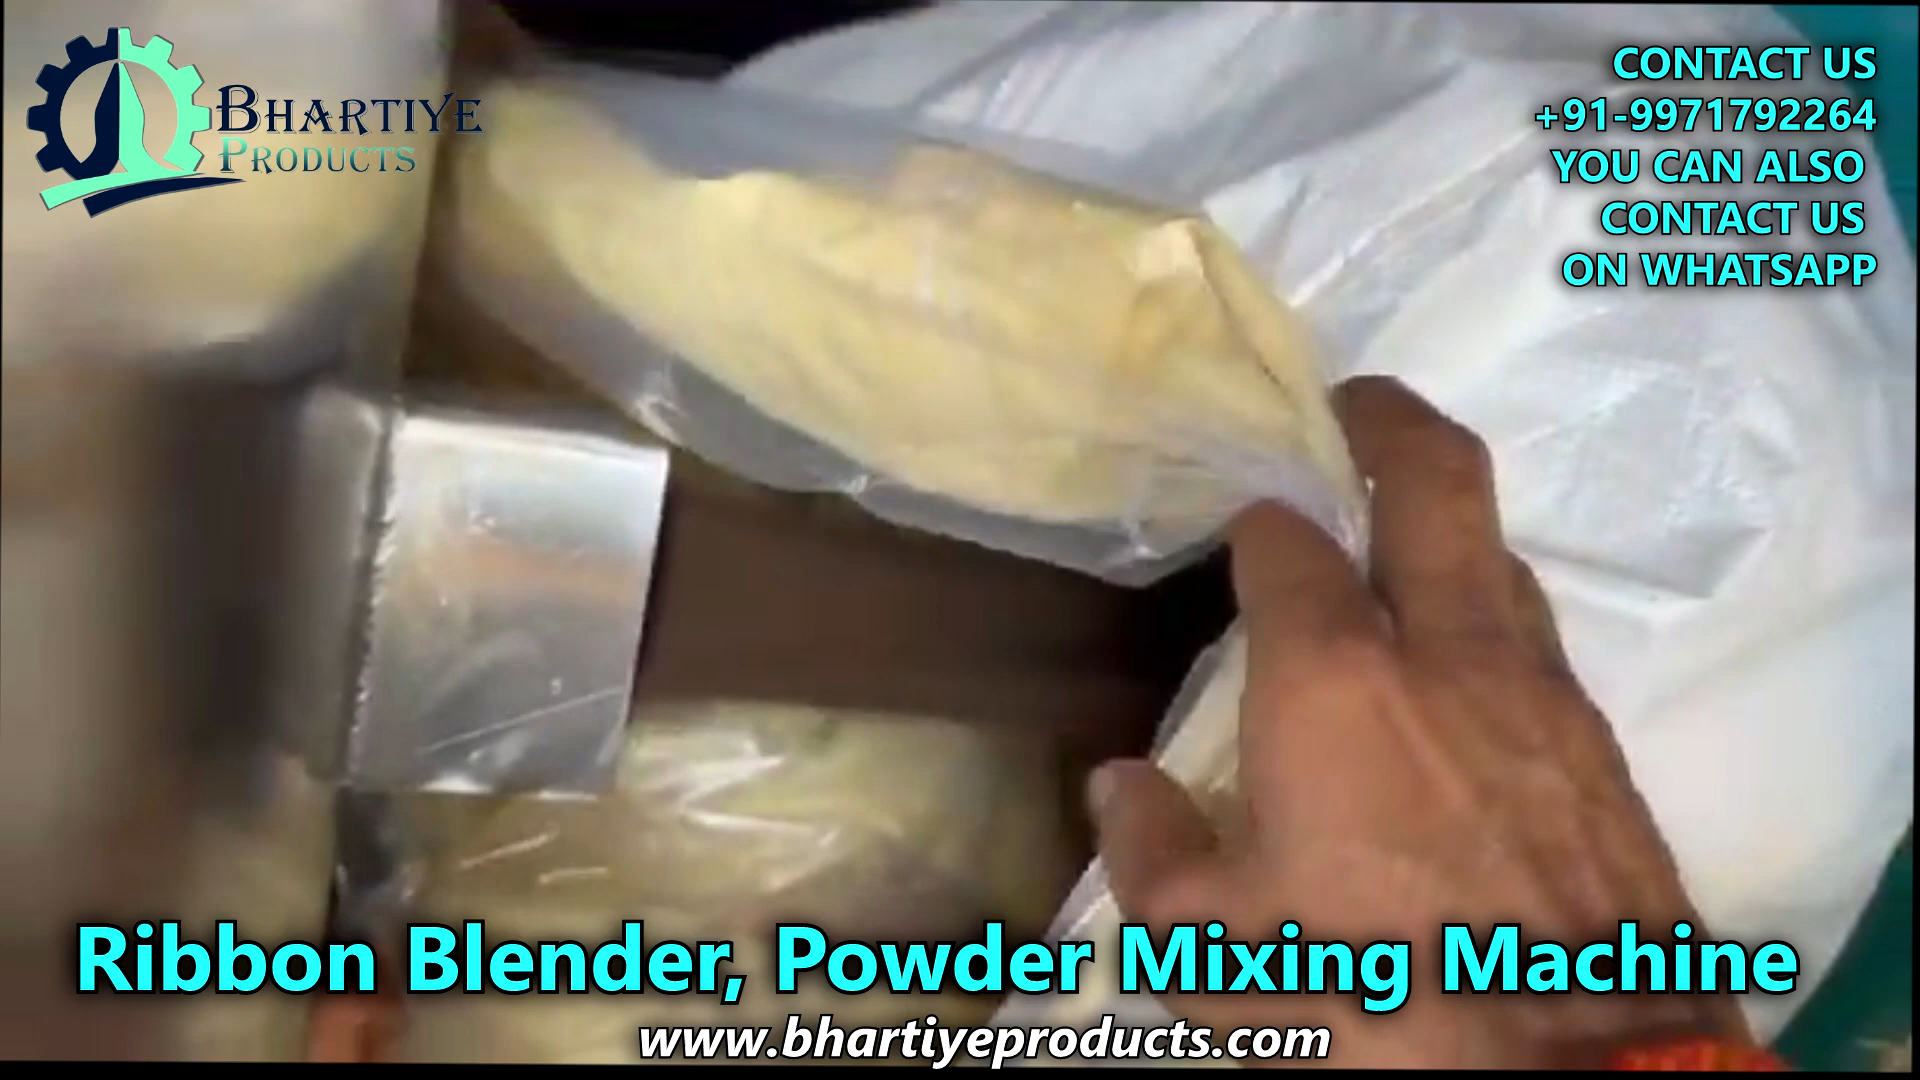 BHARTIYE
PRODUCTS
CONTACT US
+91-9971792264
YOU CAN ALSO
CONTACT US
ON WHATSAPP
Ribbon Blender, Powder Mixing Machine
www.bhartiyeproducts.com